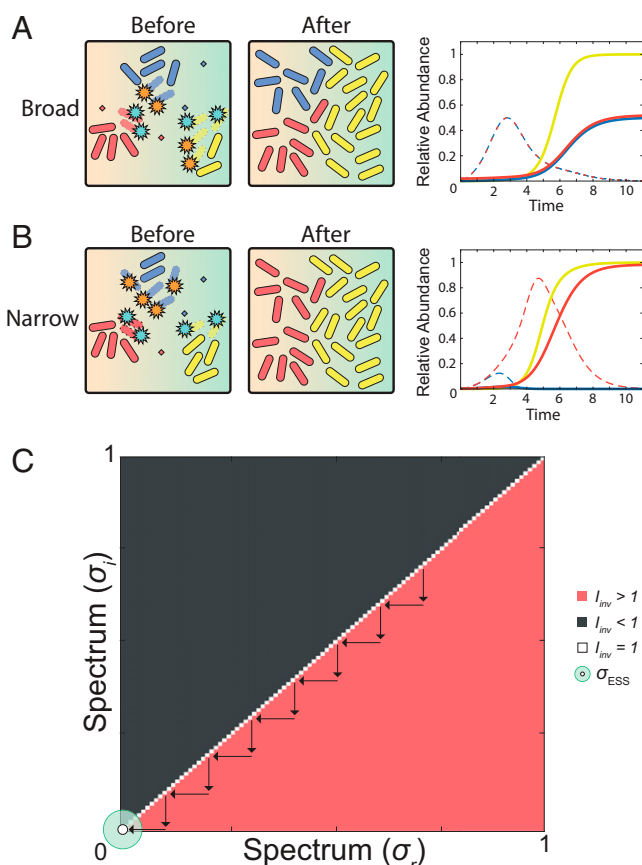 A
Before
After
Broad
Relative Abundance
1.0
0.8
0.6
0.4
0.2
0 2 4 6 8 10
Time
B
Before
After
Narrow
Relative Abundance
1.0
0.8
0.6
0.4
0.2
0 2 4 6 8 10
Time
C
1
Spectrum (σi)
0
Spectrum (σr)
1
Iinv > 1
Iinv < 1
Iinv = 1
σESS